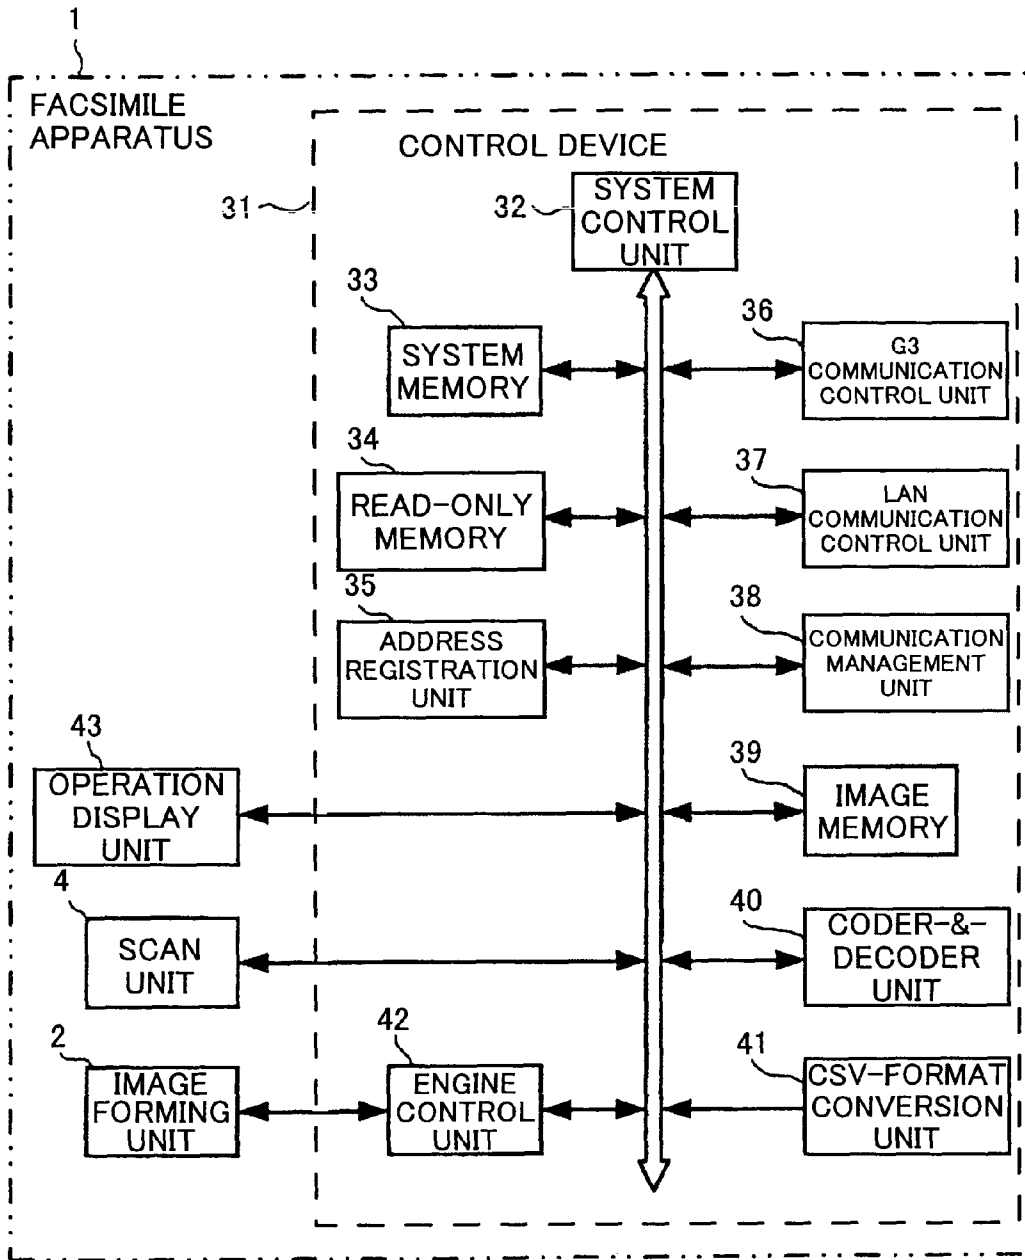 1
FACSIMILE
APPARATUS
CONTROL DEVICE
31
32
SYSTEM
CONTROL
UNIT
33
SYSTEM
MEMORY
36
G3
COMMUNICATION
CONTROL UNIT
34
READ-ONLY
MEMORY
37
LAN
COMMUNICATION
CONTROL UNIT
35
ADDRESS
REGISTRATION
UNIT
38
COMMUNICATION
MANAGEMENT
UNIT
43
OPERATION
DISPLAY
UNIT
39
IMAGE
MEMORY
4
SCAN
UNIT
40
CODER-&-
DECODER
UNIT
2
IMAGE
FORMING
UNIT
42
ENGINE
CONTROL
UNIT
41
CSV-FORMAT
CONVERSION
UNIT